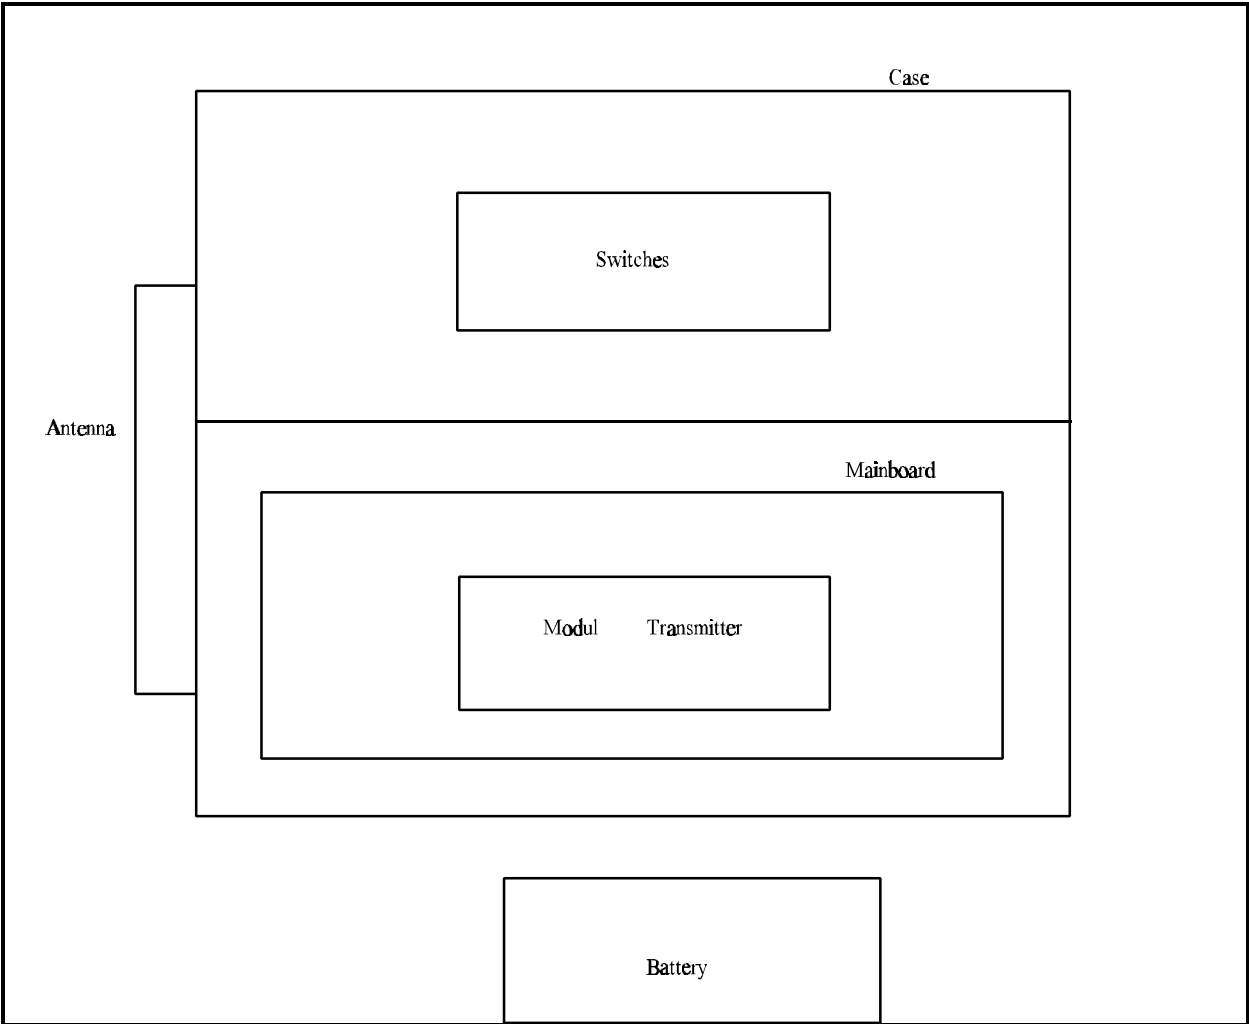 Case
Switches
Antenna
Mainboard
Modul Transmitter
Battery